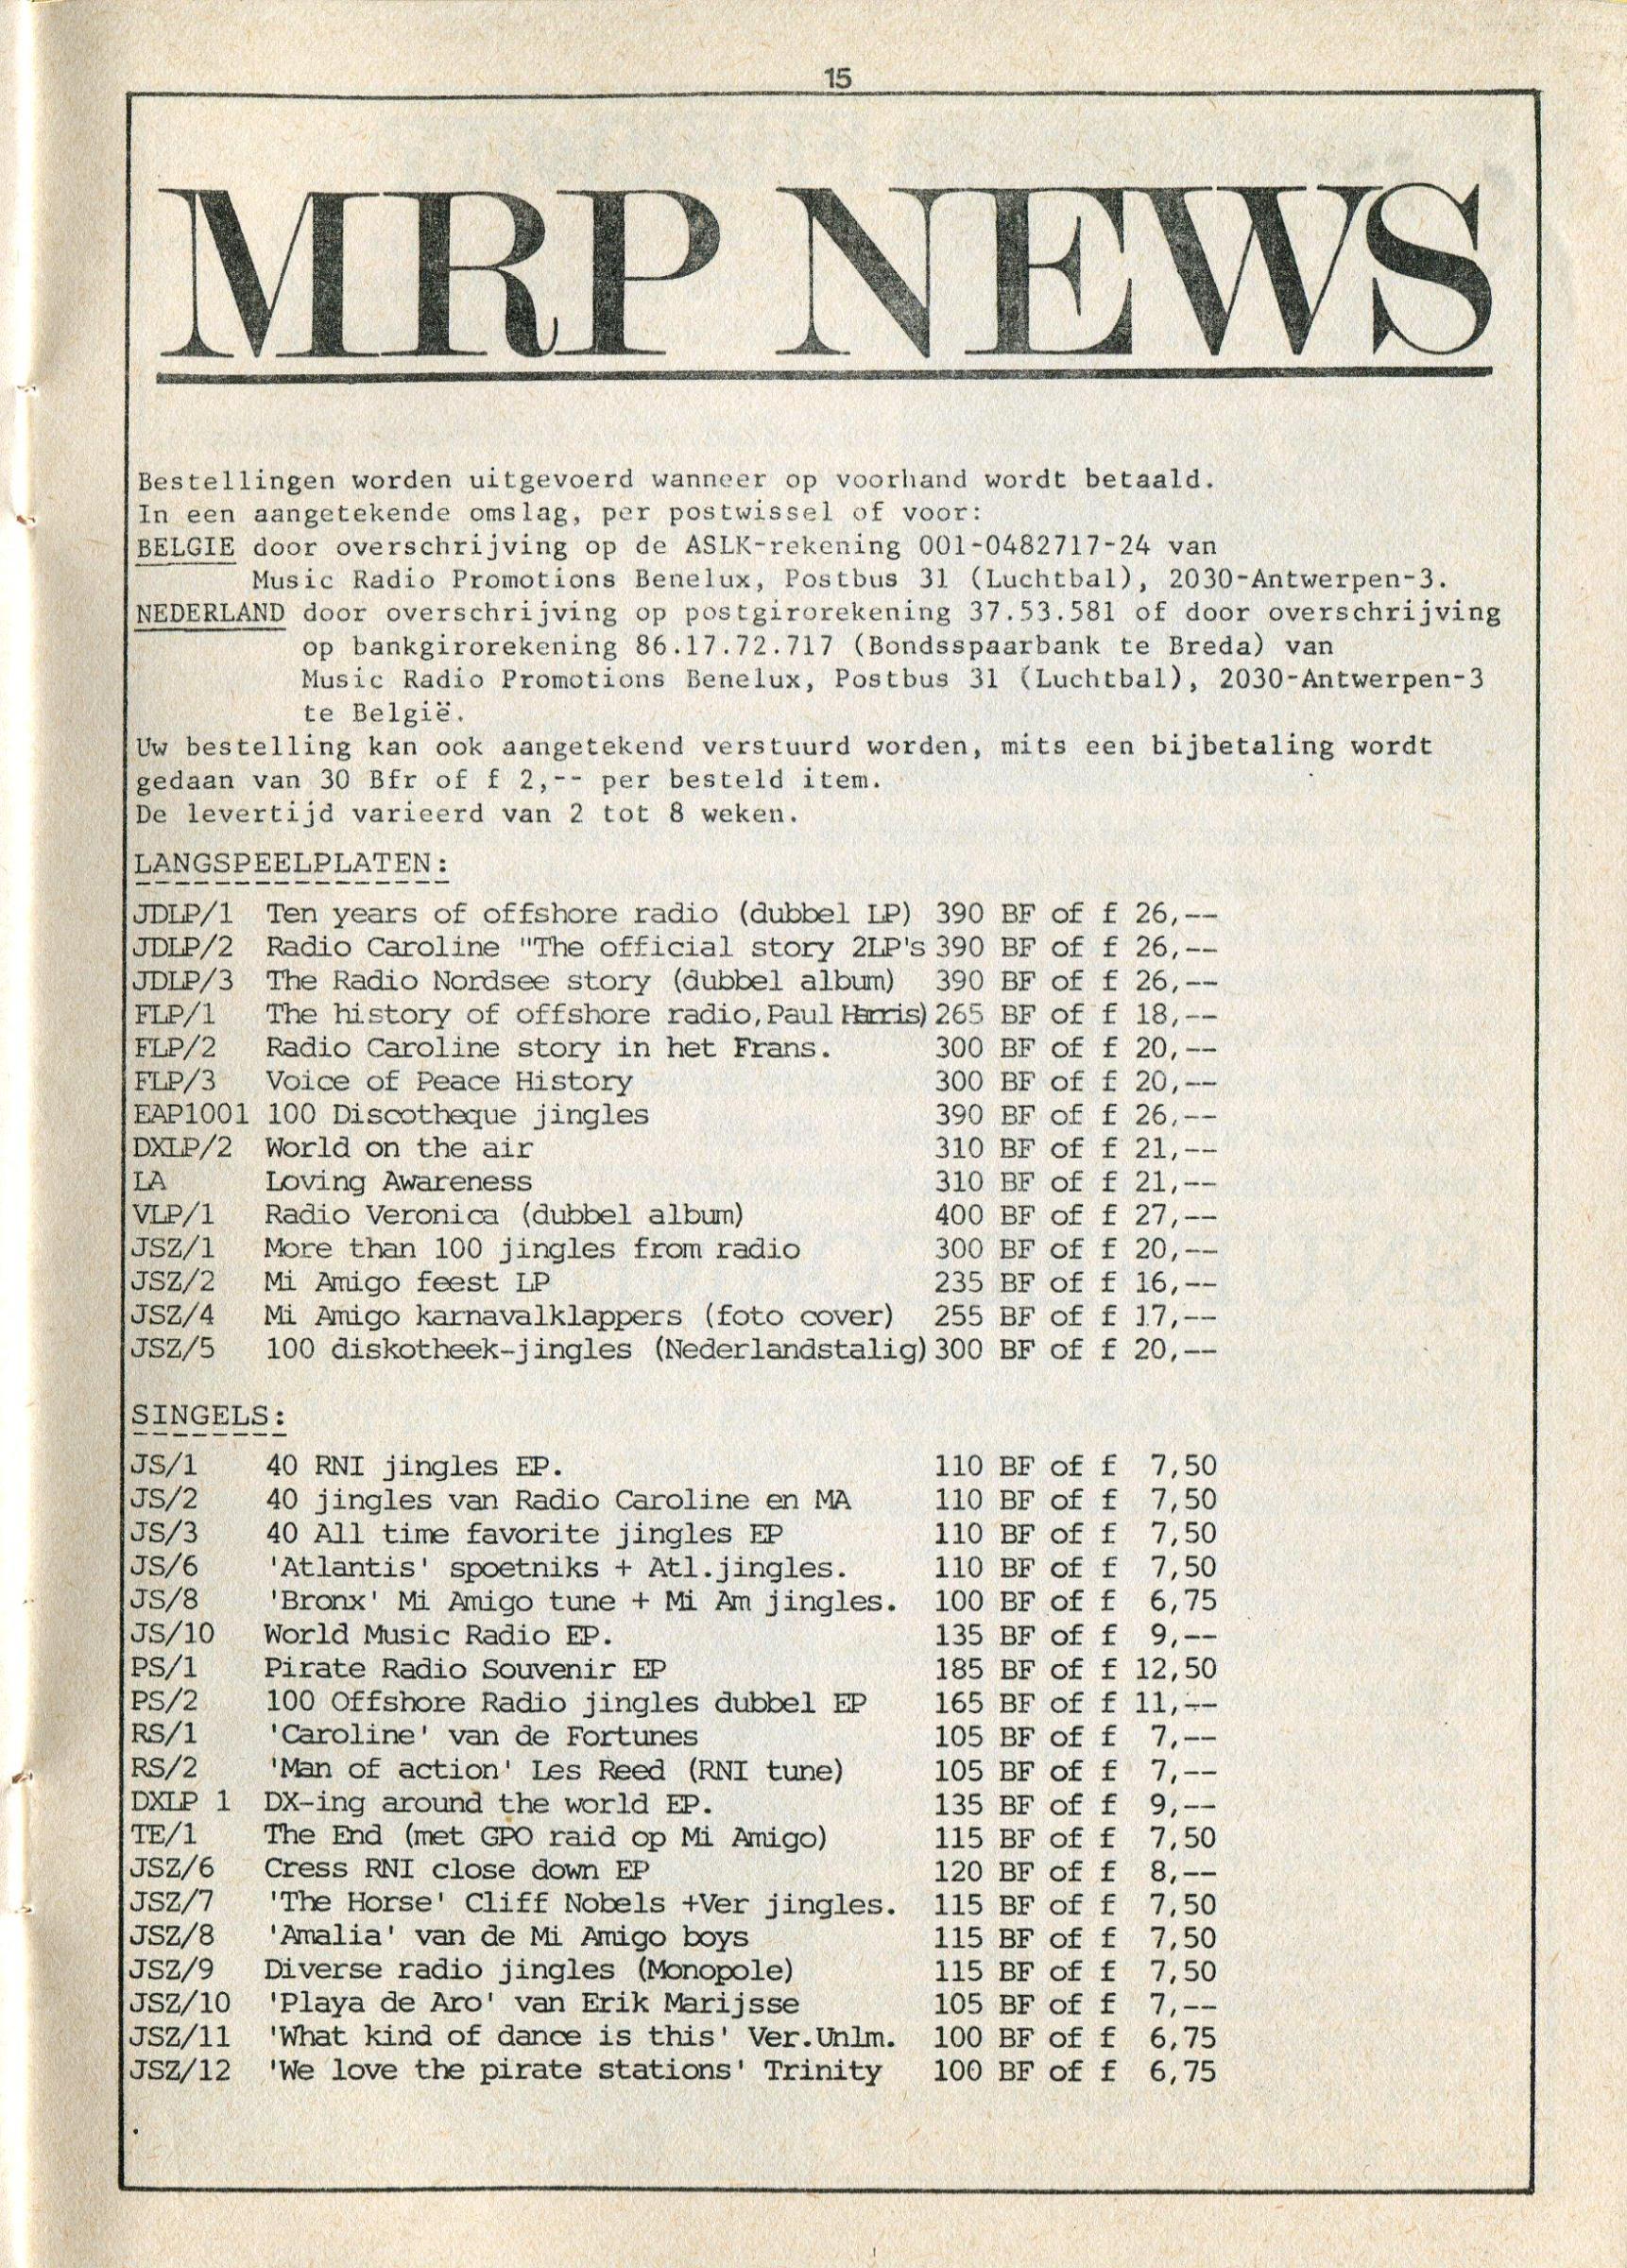 15
MRP NEWS
Bestellingen worden uitgevoerd wanneer op voorhand wordt betaald.
In een aangetekende omslag, per postwissel of voor:
BELGIE door overschrijving op de ASLK-rekening 001-0482717-24 van
Music Radio Promotions Benelux, Postbus 31 (Luchtbal), 2030-Antwerpen-3.
NEDERLAND door overschrijving op postgirorekening 37.53.581 of door overschrijving
op bankgirorekening 86.17.72.717 (Bondsspaarbank te Breda) van
Music Radio Promotions Benelux, Postbus 31 (Luchtbal), 2030-Antwerpen-3
te België.
Uw bestelling kan ook aangetekend verstuurd worden, mits een bijbetaling wordt
gedaan van 30 Bfr of f 2,-- per besteld item.
De levertijd varieerd van 2 tot 8 weken.
LANGSPEELPLATEN:
JDLP/1 Ten years of offshore radio (dubbel LP) 390 BF of f 26,--
JDLP/2 Radio Caroline "The official story 2LP's 390 BF of f 26,--
JDLP/3 The Radio Nordsee story (dubbel album) 390 BF of f 26,--
FLP/1 The history of offshore radio,Paul Harris) 265 BF of f 18,--
FLP/2 Radio Caroline story in het Frans. 300 BF of f 20,--
FLP/3 Voice of Peace History 300 BF of f 20,--
EAP1001 100 Discotheque jingles 390 BF of f 26,--
DXLP/2 World on the air 310 BF of f 21,--
LA Loving Awareness 310 BF of f 21,--
VLP/1 Radio Veronica (dubbel album) 400 BF of f 27,--
JSZ/1 More than 100 jingles from radio 300 BF of f 20,--
JSZ/2 Mi Amigo feest LP 235 BF of f 16,--
JSZ/4 Mi Amigo karnavalklappers (foto cover) 255 BF of f 17,--
JSZ/5 100 diskotheek-jingles (Nederlandstalig) 300 BF of f 20,--
SINGELS:
JS/1 40 RNI jingles EP. 110 BF of f 7,50
JS/2 40 jingles van Radio Caroline en MA 110 BF of f 7,50
JS/3 40 All time favorite jingles EP 110 BF of f 7,50
JS/6 'Atlantis' spoetniks + Atl.jingles. 110 BF of f 7,50
JS/8 'Bronx' Mi Amigo tune + Mi Am jingles. 100 BF of f 6,75
JS/10 World Music Radio EP. 135 BF of f 9,--
PS/1 Pirate Radio Souvenir EP 185 BF of f 12,50
PS/2 100 Offshore Radio jingles dubbel EP 165 BF of f 11,--
RS/1 'Caroline' van de Fortunes 105 BF of f 7,--
RS/2 'Man of action' Les Reed (RNI tune) 105 BF of f 7,--
DXLP 1 DX-ing around the world EP. 135 BF of f 9,--
TE/1 The End (met GPO raid op Mi Amigo) 115 BF of f 7,50
JSZ/6 Cress RNI close down EP 120 BF of f 8,--
JSZ/7 'The Horse' Cliff Nobels +Ver jingles. 115 BF of f 7,50
JSZ/8 'Amalia' van de Mi Amigo boys 115 BF of f 7,50
JSZ/9 Diverse radio jingles (Monopole) 115 BF of f 7,50
JSZ/10 'Playa de Aro' van Erik Marijsse 105 BF of f 7,--
JSZ/11 'What kind of dance is this' Ver.Unlm. 100 BF of f 6,75
JSZ/12 'We love the pirate stations' Trinity 100 BF of f 6,75